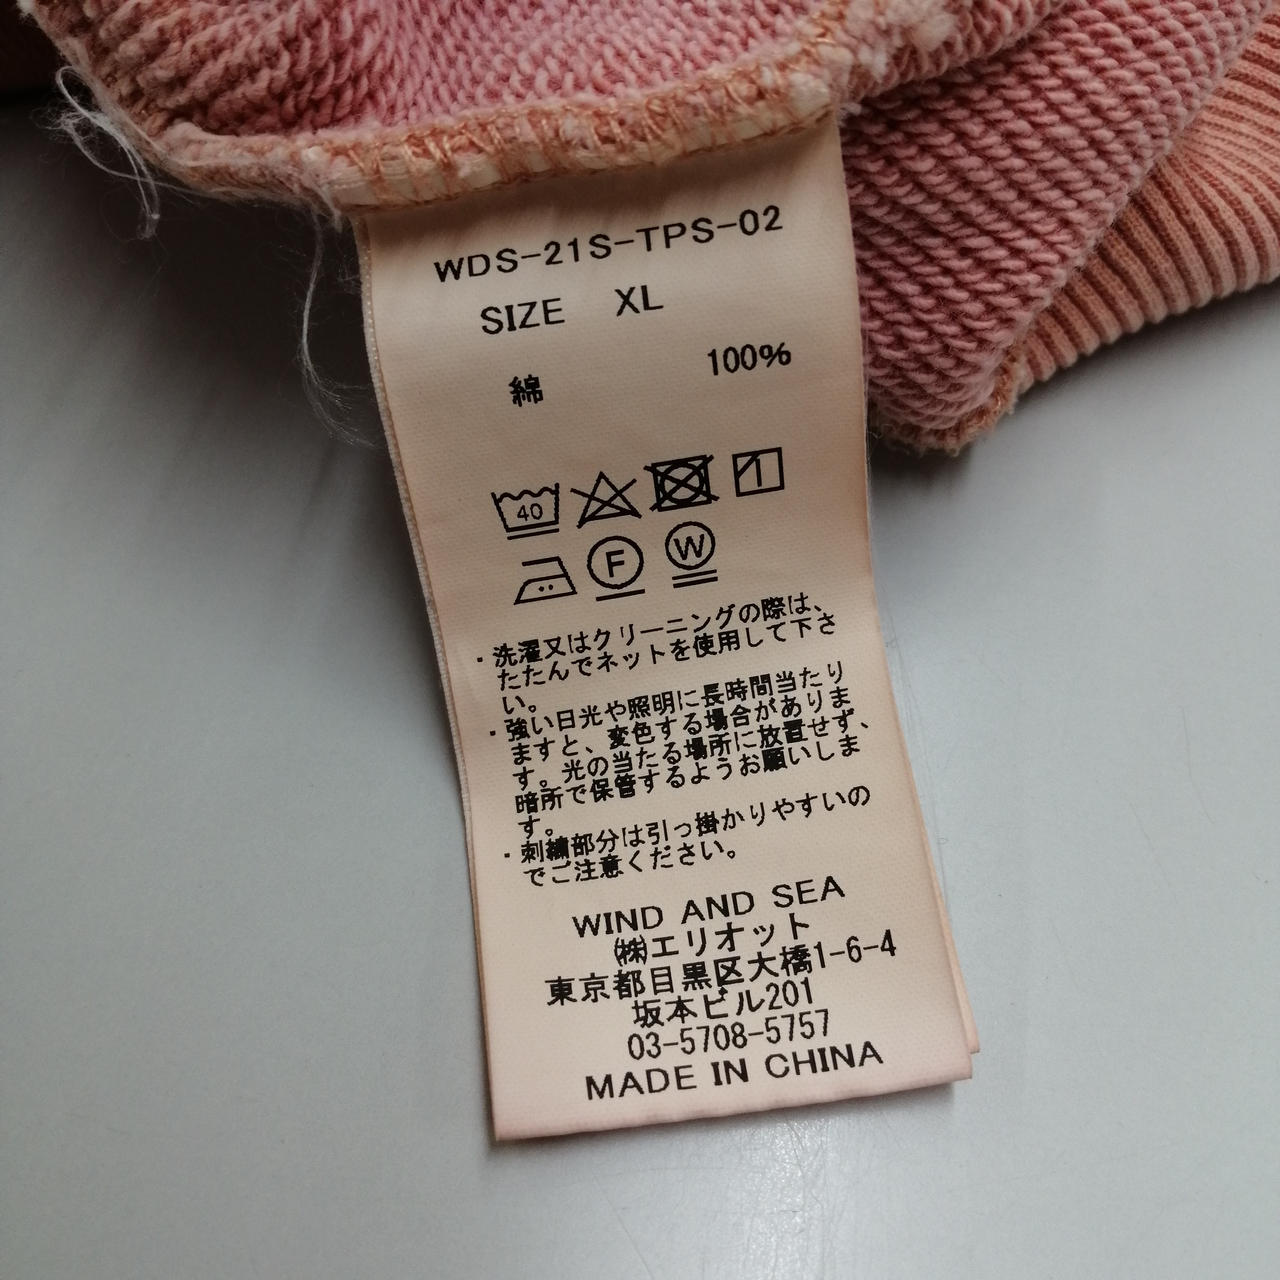 WDS-21S-TPS-02
SIZE XL
綿 100%
40
F W
・洗濯又はクリーニングの際は、
たたんでネットを使用して下さ
い。
・強い日光や照明に長時間当たり
ますと、変色する場合がありま
す。光の当たる場所に放置せず、
暗所で保管するようお願いしま
す。
・刺繍部分は引っ掛かりやすいの
でご注意ください。
WIND AND SEA
㈱エリオット
東京都目黒区大橋1-6-4
坂本ビル201
03-5708-5757
MADE IN CHINA